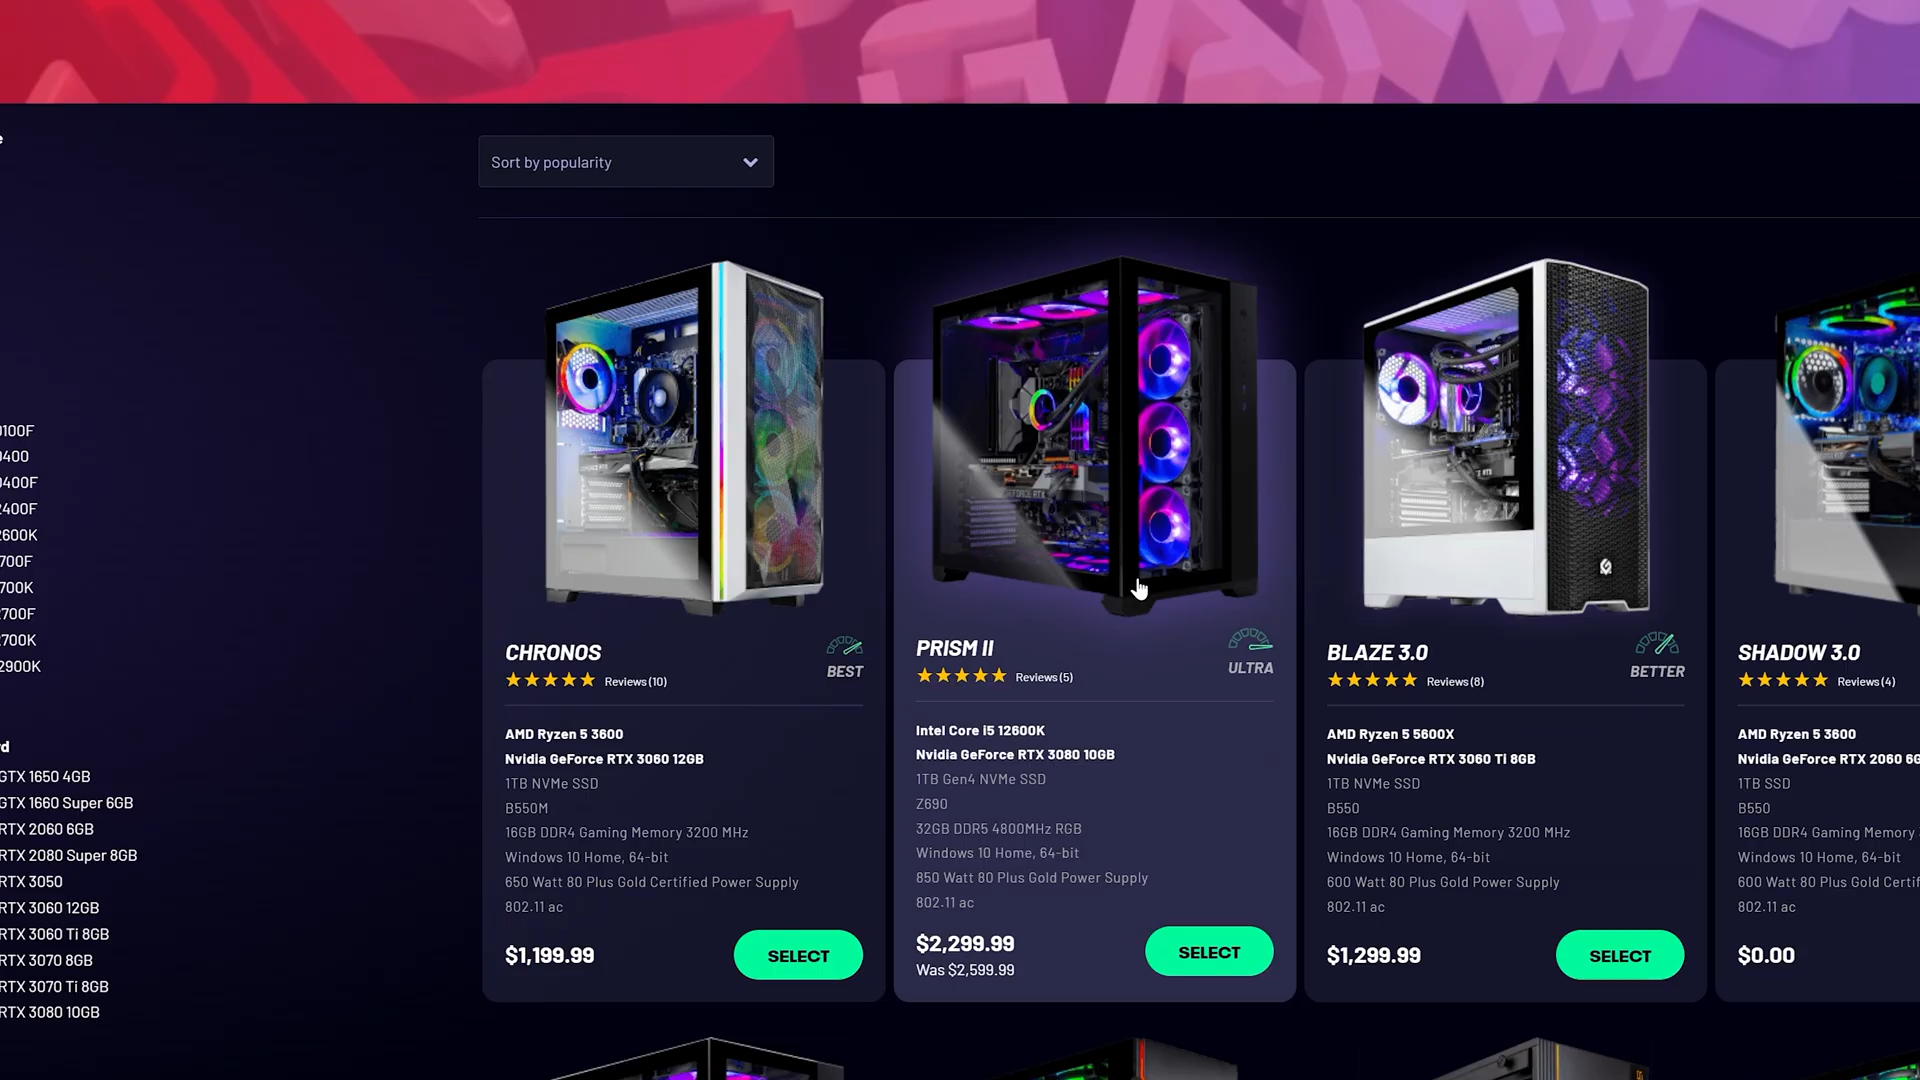 Sort by popularity
100F
400
400F
2400F
2600K
700F
700K
2700F
2700K
2900K
GTX 1650 4GB
GTX 1660 Super 6GB
RTX 2060 6GB
RTX 2080 Super 8GB
RTX 3050
RTX 3060 12GB
RTX 3060 Ti 8GB
RTX 3070 8GB
RTX 3070 Ti 8GB
RTX 3080 10GB
CHRONOS
BEST
Reviews(10)
AMD Ryzen 5 3600
Nvidia GeForce RTX 3060 12GB
1TB NVMe SSD
B550M
16GB DDR4 Gaming Memory 3200 MHz
Windows 10 Home, 64-bit
650 Watt 80 Plus Gold Certified Power Supply
802.11 ac
$1,199.99
SELECT
PRISM II
ULTRA
Reviews(5)
Intel Core i5 12600K
Nvidia GeForce RTX 3080 10GB
1TB Gen4 NVMe SSD
Z690
32GB DDR5 4800MHz RGB
Windows 10 Home, 64-bit
850 Watt 80 Plus Gold Power Supply
802.11 ac
$2,299.99
Was $2,599.99
SELECT
BLAZE 3.0
BETTER
Reviews(8)
AMD Ryzen 5 5600X
Nvidia GeForce RTX 3060 Ti 8GB
1TB NVMe SSD
B550
16GB DDR4 Gaming Memory 3200 MHz
Windows 10 Home, 64-bit
600 Watt 80 Plus Gold Power Supply
802.11 ac
$1,299.99
SELECT
SHADOW 3.0
Reviews(4)
AMD Ryzen 5 3600
Nvidia GeForce RTX 2060 6G
1TB SSD
B550
16GB DDR4 Gaming Memory
Windows 10 Home, 64-bit
600 Watt 80 Plus Gold Certif
802.11 ac
$0.00